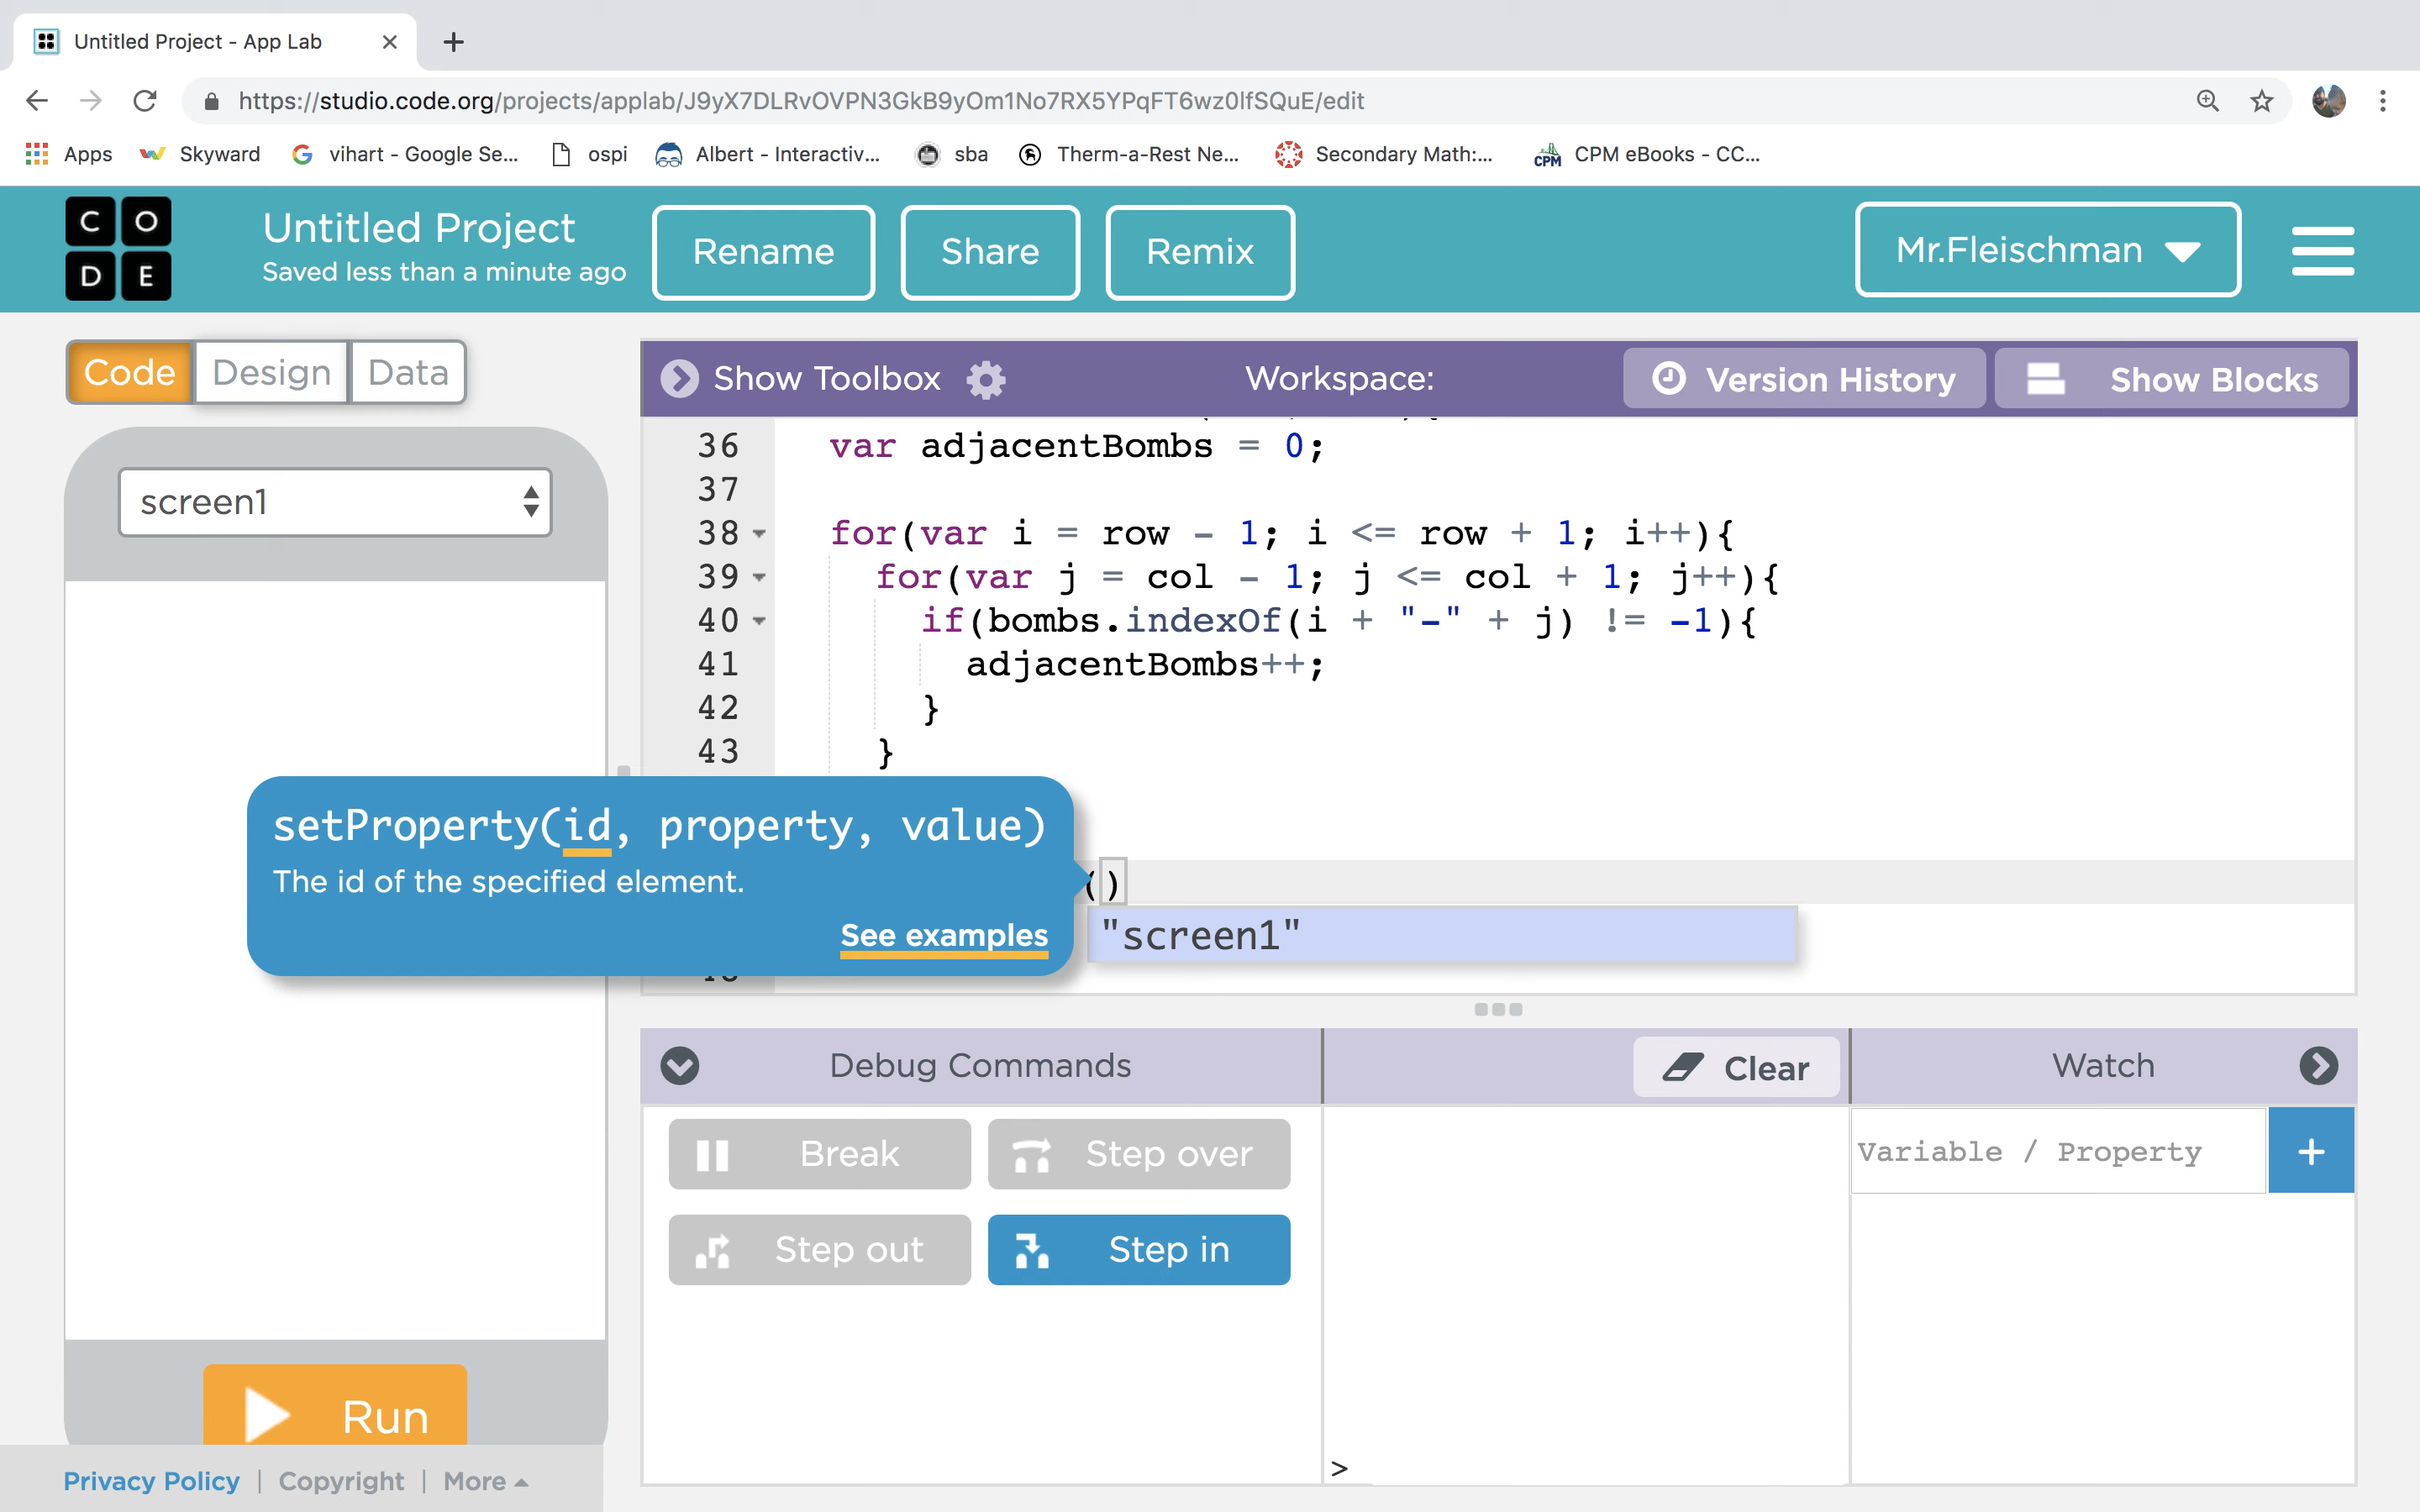 Untitled Project - App Lab
https://studio.code.org/projects/applab/J9yX7DLRvOVPN3GkB9yOm1No7RX5YPqFT6wz0lfSQuE/edit
Apps Skyward vihart - Google Se... ospi Albert - Interactiv... sba Therm-a-Rest Ne... Secondary Math:... CPM CPM eBooks - CC...
C O
D E
Untitled Project
Saved less than a minute ago
Rename Share Remix Mr.Fleischman
Code Design Data
Show Toolbox Workspace: Version History Show Blocks
screen1
36 var adjacentBombs = 0;
37
38 for(var i = row - 1; i <= row + 1; i++){
39 for(var j = col - 1; j <= col + 1; j++){
40 if(bombs.indexOf(i + "-" + j) != -1){
41 adjacentBombs++;
42 }
43 }
setProperty(id, property, value)
The id of the specified element.
See examples
()
"screen1"
Debug Commands Clear Watch
Break Step over
Step out Step in
Variable / Property +
>
Run
Privacy Policy | Copyright | More